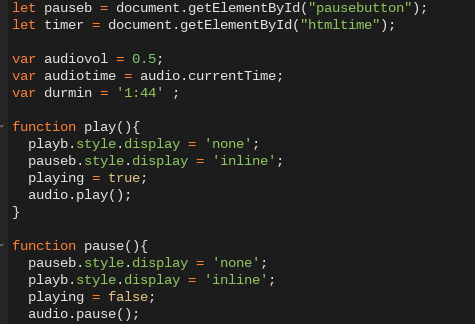 let pauseb = document.getElementById("pausebutton");
let timer = document.getElementById("htmltime");
var audiovol = 0.5;
var audiotime = audio.currentTime;
var durmin = '1:44' ;
function play(){
playb.style.display = 'none';
pauseb.style.display = 'inline';
playing = true;
audio.play();
}
function pause(){
pauseb.style.display = 'none';
playb.style.display = 'inline';
playing = false;
audio.pause();